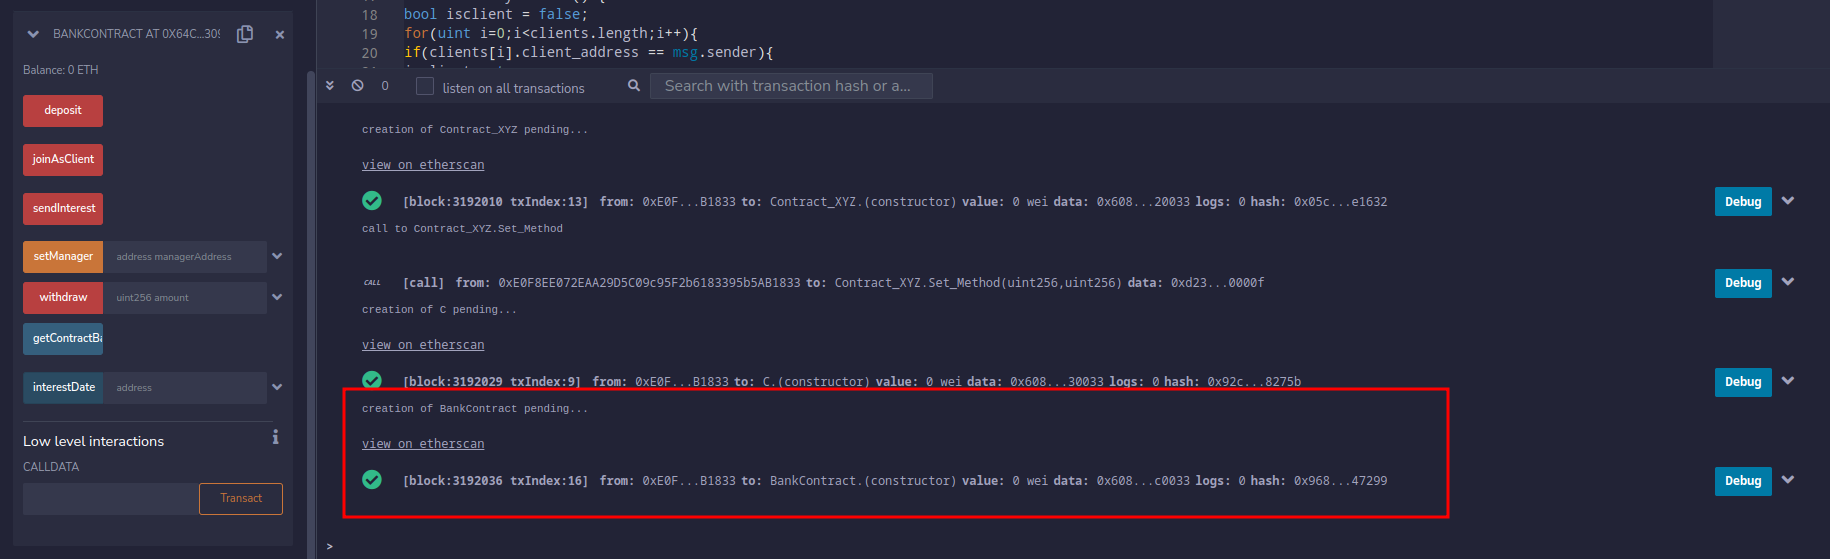 BANKCONTRACT AT 0X64C...309
Balance: 0 ETH
deposit
joinAsClient
sendInterest
setManager address managerAddress
withdraw uint256 amount
getContractBa
interestDate address
Low level interactions
CALLDATA
Transact
18 bool isclient = false;
19 for(uint i=0;i<clients.length;i++){
20 if(clients[i].client_address == msg.sender){
0 listen on all transactions Search with transaction hash or a...
creation of Contract_XYZ pending...
view on etherscan
[block:3192010 txIndex:13] from: 0xE0F...B1833 to: Contract_XYZ.(constructor) value: 0 wei data: 0x608...20033 logs: 0 hash: 0x05c...e1632 Debug
call to Contract_XYZ.Set_Method
CALL [call] from: 0xE0F8EE072EAA29D5C09c95F2b6183395b5AB1833 to: Contract_XYZ.Set_Method(uint256,uint256) data: 0xd23...0000f Debug
creation of C pending...
view on etherscan
[block:3192029 txIndex:9] from: 0xE0F...B1833 to: C.(constructor) value: 0 wei data: 0x608...30033 logs: 0 hash: 0x92c...8275b Debug
creation of BankContract pending...
view on etherscan
[block:3192036 txIndex:16] from: 0xE0F...B1833 to: BankContract.(constructor) value: 0 wei data: 0x608...c0033 logs: 0 hash: 0x968...47299 Debug
>